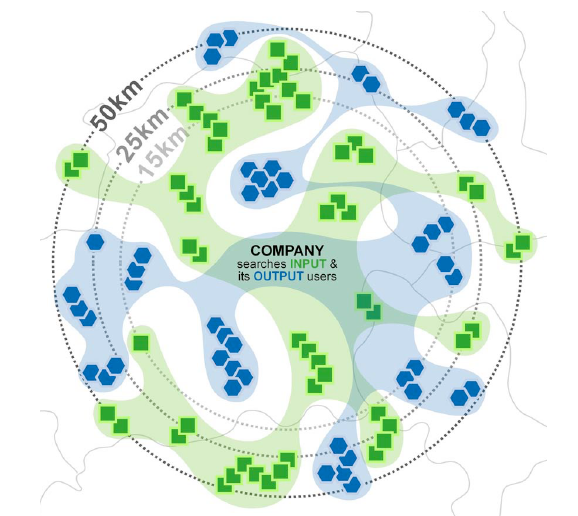 50km
25km
15km
COMPANY
searches INPUT &
its OUTPUT users